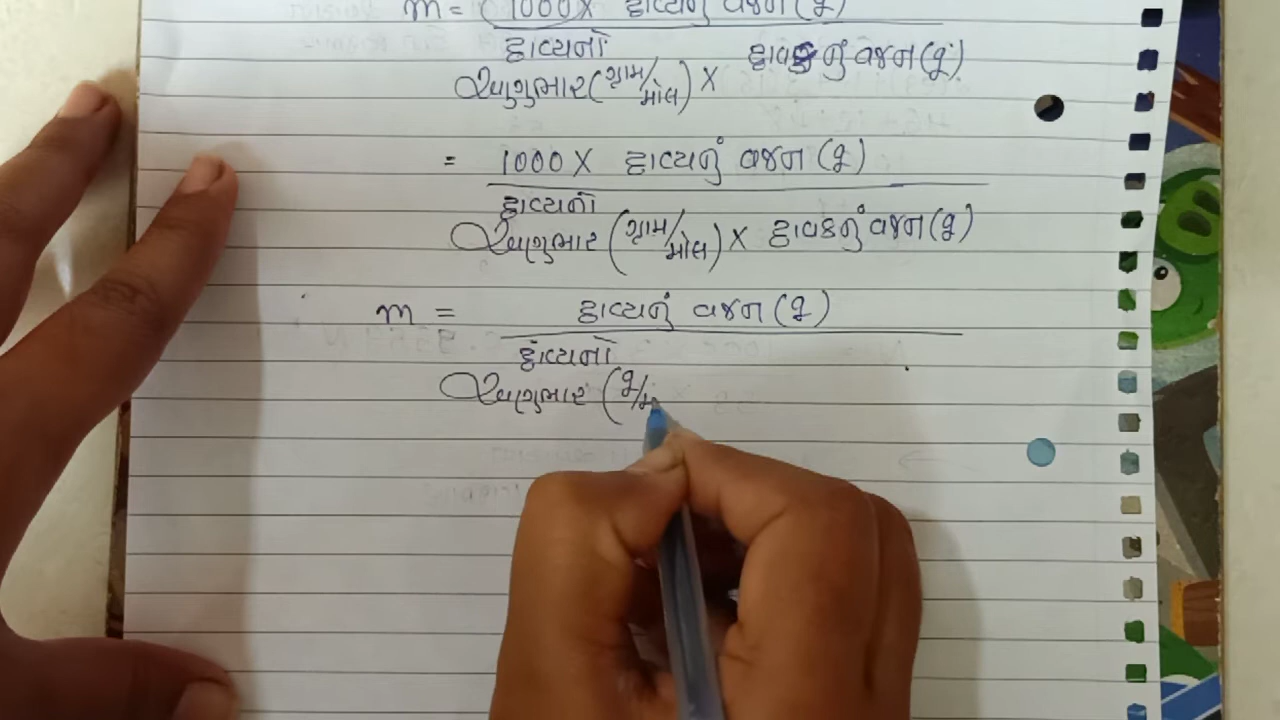 m = 1000 X દ્રાવ્યનું વજન (g)
દ્રાવ્યનો
અણુભાર (ગ્રામ/મોલ) X દ્રાવકનું વજન (g)
= 1000 X દ્રાવ્યનું વજન (g)
દ્રાવ્યનો
અણુભાર (ગ્રામ/મોલ) X દ્રાવકનું વજન (g)
m = દ્રાવ્યનું વજન (g)
દ્રાવ્યનો
અણુભાર (g/